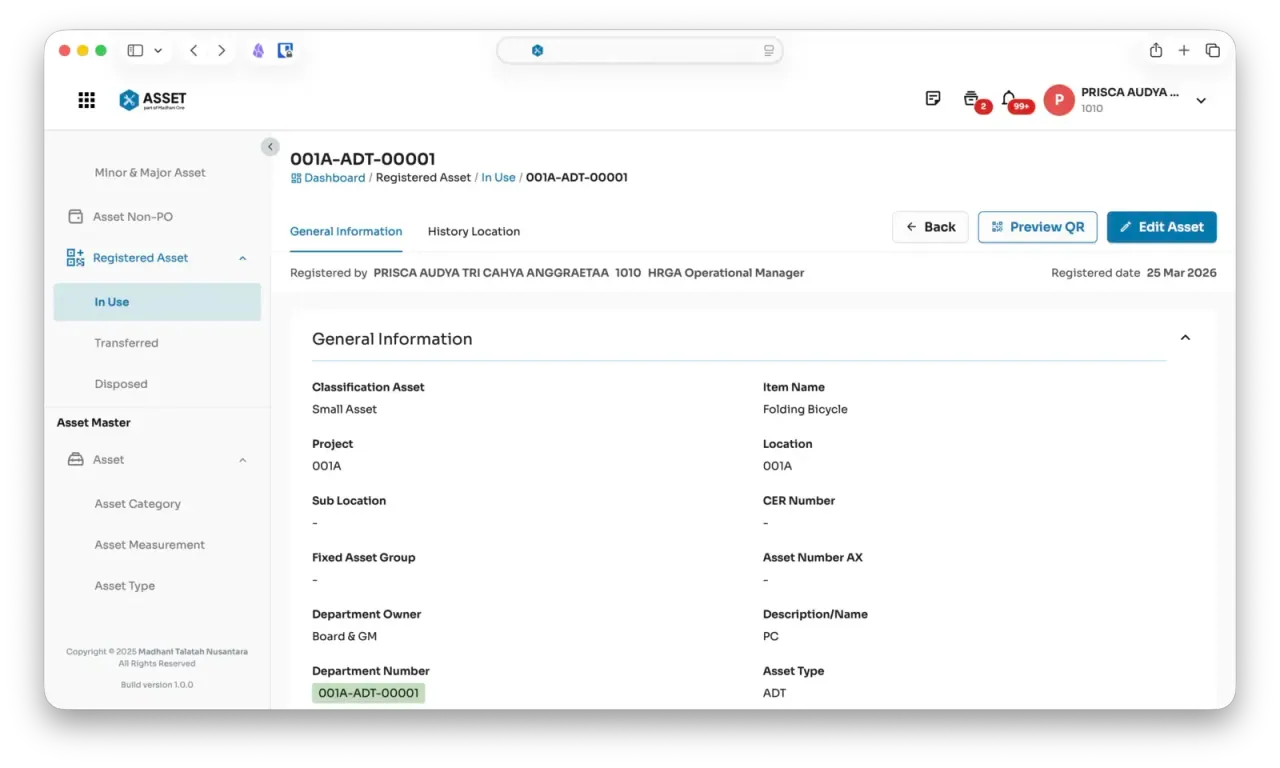 ASSET
part of Madhani One
2
99+
P
PRISCA AUDYA ...
1010
Minor & Major Asset
Asset Non-PO
Registered Asset
In Use
Transferred
Disposed
Asset Master
Asset
Asset Category
Asset Measurement
Asset Type
Copyright © 2025 Madhani Talatah Nusantara
All Rights Reserved
Build version 1.0.0
001A-ADT-00001
Dashboard / Registered Asset / In Use / 001A-ADT-00001
General Information
History Location
Back
Preview QR
Edit Asset
Registered by PRISCA AUDYA TRI CAHYA ANGGRAETAA 1010 HRGA Operational Manager
Registered date 25 Mar 2026
General Information
Classification Asset
Small Asset
Item Name
Folding Bicycle
Project
001A
Location
001A
Sub Location
-
CER Number
-
Fixed Asset Group
-
Asset Number AX
-
Department Owner
Board & GM
Description/Name
PC
Department Number
001A-ADT-00001
Asset Type
ADT